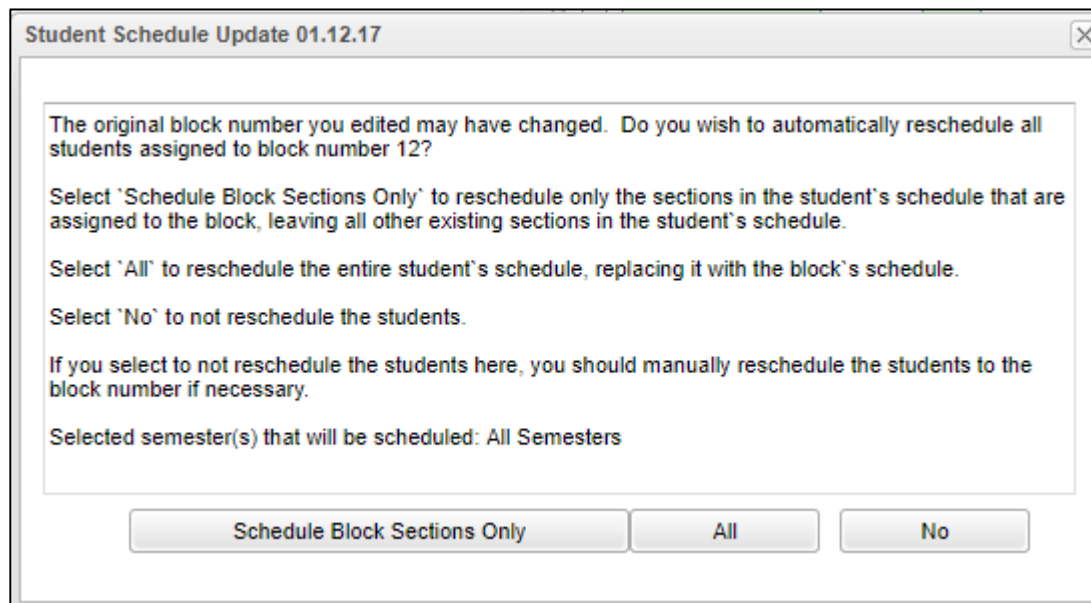 Student Schedule Update 01.12.17
The original block number you edited may have changed.  Do you wish to automatically reschedule all
students assigned to block number 12?
Select `Schedule Block Sections Only` to reschedule only the sections in the student`s schedule that are
assigned to the block, leaving all other existing sections in the student`s schedule.
Select `All` to reschedule the entire student`s schedule, replacing it with the block`s schedule.
Select `No` to not reschedule the students.
If you select to not reschedule the students here, you should manually reschedule the students to the
block number if necessary.
Selected semester(s) that will be scheduled: All Semesters
Schedule Block Sections Only All No